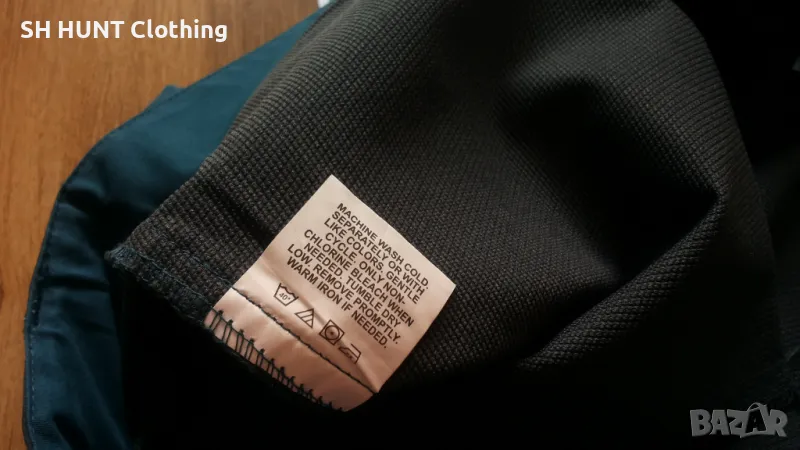 SH HUNT Clothing
MACHINE WASH COLD,
SEPARATELY OR WITH
LIKE COLORS, GENTLE
CYCLE. ONLY NON-
CHLORINE. BLEACH WHEN
NEEDED. TUMBLE DRY
LOW, REMOVE PROMPTLY.
WARM IRON IF NEEDED.
BAZAR